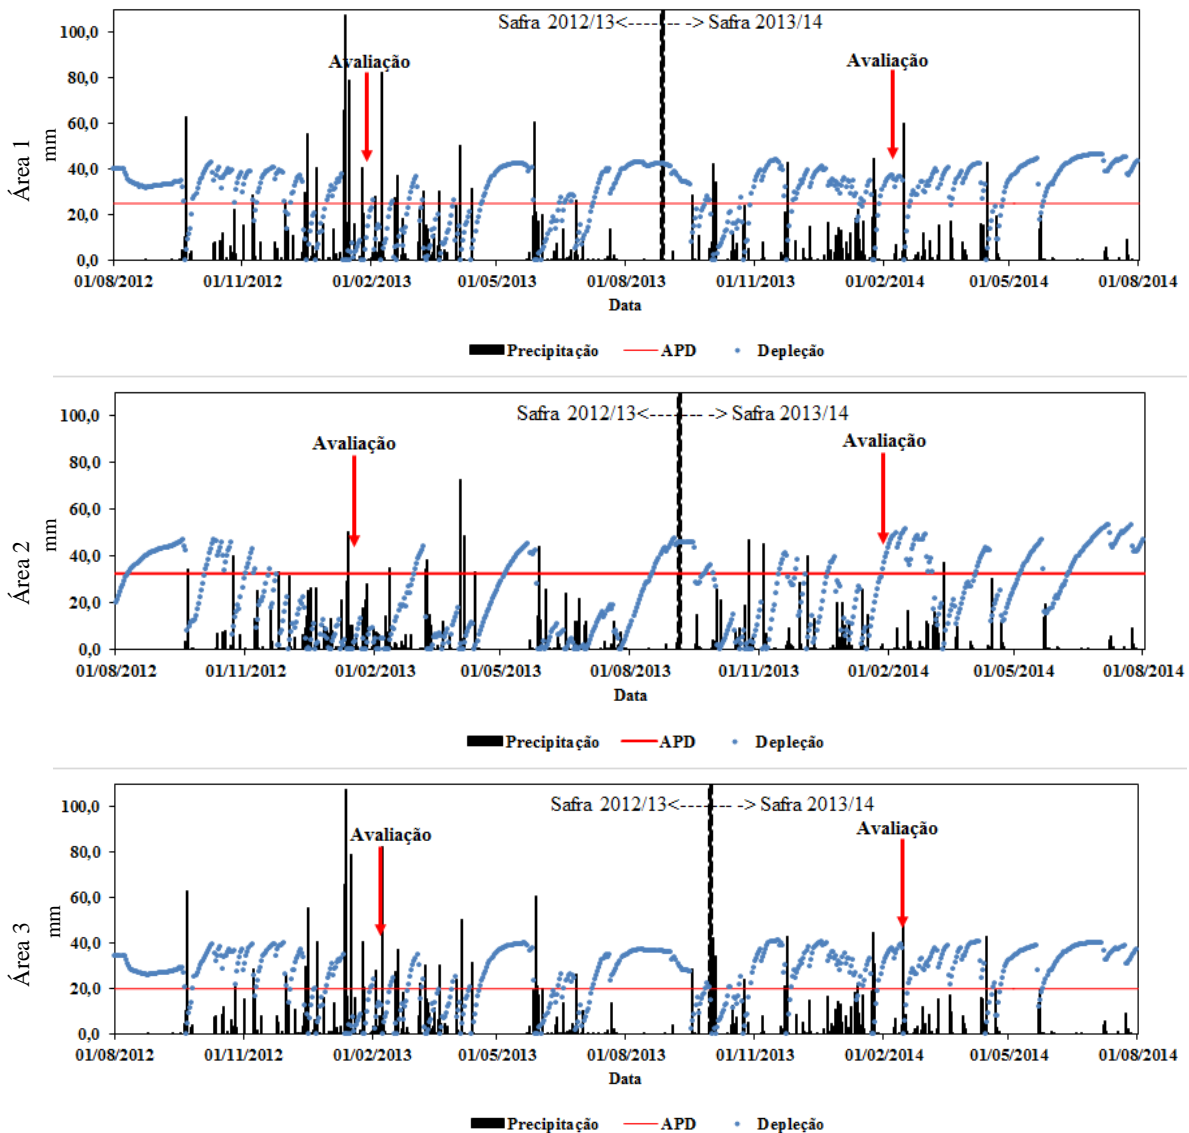 Safra 2012/13<------- -> Safra 2013/14
Avaliação
Avaliação
Área 1
mm
100,0
80,0
60,0
40,0
20,0
0,0
01/08/2012 01/11/2012 01/02/2013 01/05/2013 01/08/2013 01/11/2013 01/02/2014 01/05/2014 01/08/2014
Data
Precipitação APD Depleção
Safra 2012/13<------- -> Safra 2013/14
Avaliação
Avaliação
Área 2
mm
100,0
80,0
60,0
40,0
20,0
0,0
01/08/2012 01/11/2012 01/02/2013 01/05/2013 01/08/2013 01/11/2013 01/02/2014 01/05/2014 01/08/2014
Data
Precipitação APD Depleção
Safra 2012/13<------- -> Safra 2013/14
Avaliação
Avaliação
Área 3
mm
100,0
80,0
60,0
40,0
20,0
0,0
01/08/2012 01/11/2012 01/02/2013 01/05/2013 01/08/2013 01/11/2013 01/02/2014 01/05/2014 01/08/2014
Data
Precipitação APD Depleção